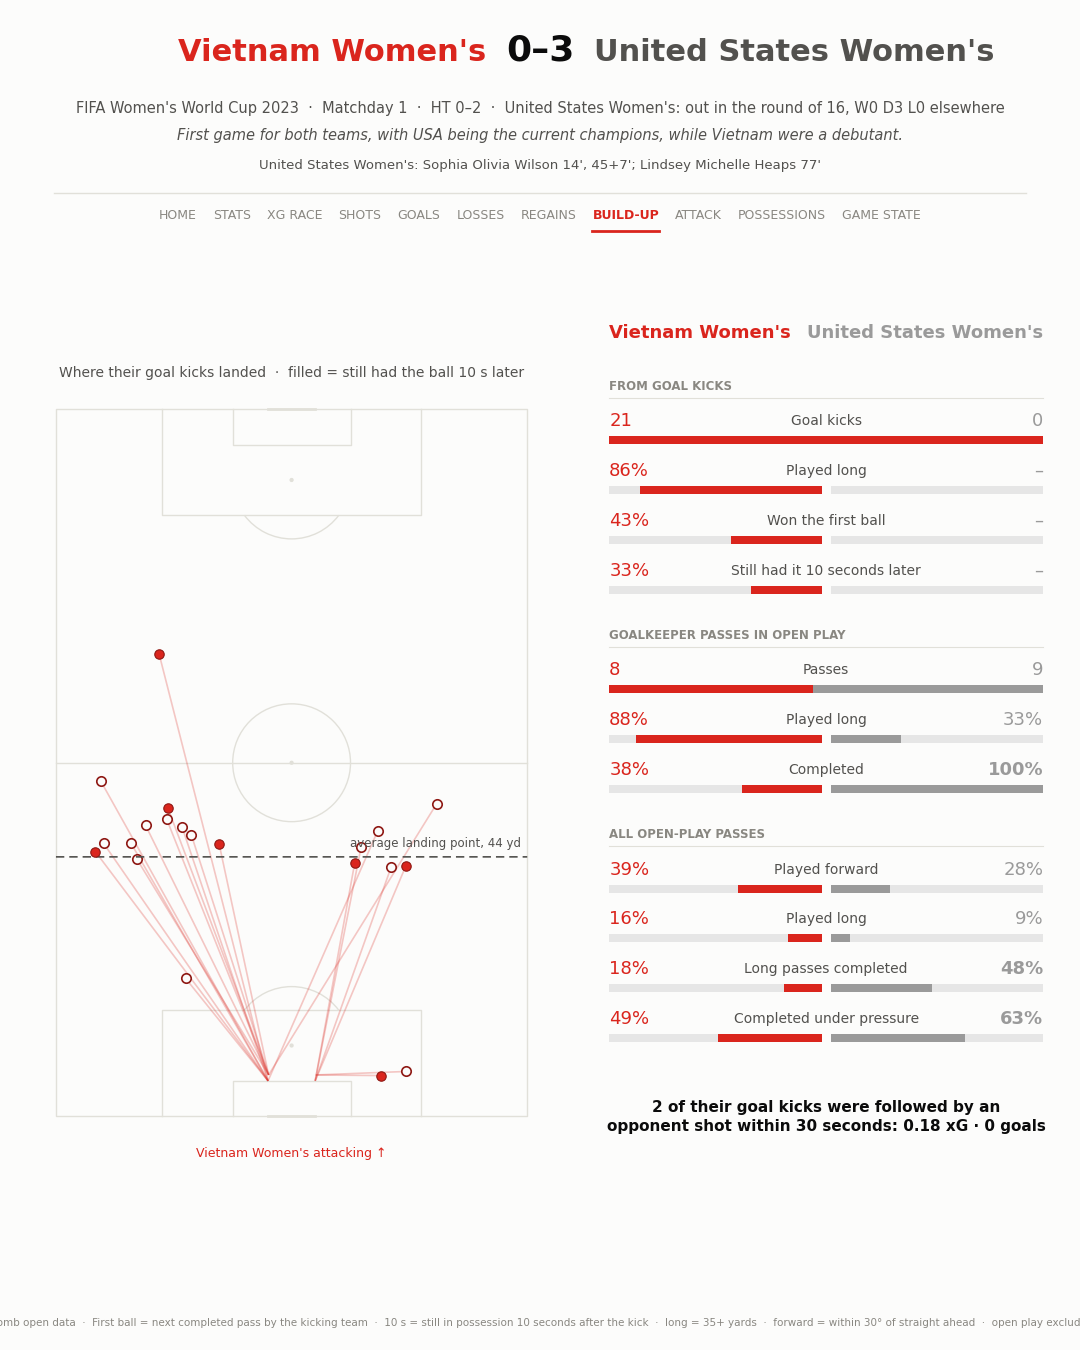 Vietnam Women's 0–3 United States Women's
FIFA Women's World Cup 2023 · Matchday 1 · HT 0–2 · United States Women's: out in the round of 16, W0 D3 L0 elsewhere
First game for both teams, with USA being the current champions, while Vietnam were a debutant.
United States Women's: Sophia Olivia Wilson 14', 45+7'; Lindsey Michelle Heaps 77'
HOME STATS XG RACE SHOTS GOALS LOSSES REGAINS BUILD-UP ATTACK POSSESSIONS GAME STATE
Where their goal kicks landed · filled = still had the ball 10 s later
average landing point, 44 yd
Vietnam Women's attacking ↑
Vietnam Women's United States Women's
FROM GOAL KICKS
21 Goal kicks 0
86% Played long –
43% Won the first ball –
33% Still had it 10 seconds later –
GOALKEEPER PASSES IN OPEN PLAY
8 Passes 9
88% Played long 33%
38% Completed 100%
ALL OPEN-PLAY PASSES
39% Played forward 28%
16% Played long 9%
18% Long passes completed 48%
49% Completed under pressure 63%
2 of their goal kicks were followed by an
opponent shot within 30 seconds: 0.18 xG · 0 goals
open data · First ball = next completed pass by the kicking team · 10 s = still in possession 10 seconds after the kick · long = 35+ yards · forward = within 30° of straight ahead · open play